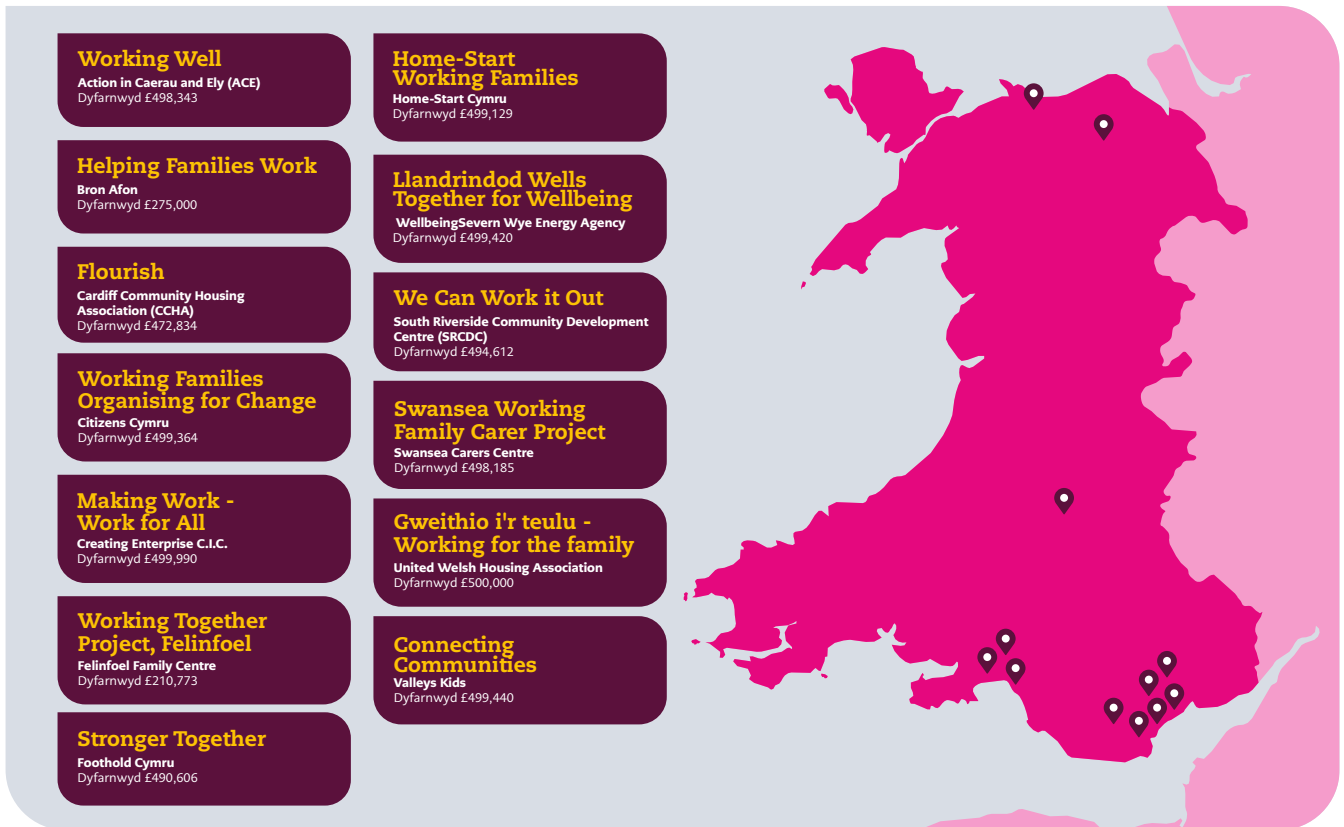 Working Well
Action in Caerau and Ely (ACE)
Dyfarnwyd £498,343
Helping Families Work
Bron Afon
Dyfarnwyd £275,000
Flourish
Cardiff Community Housing
Association (CCHA)
Dyfarnwyd £472,834
Working Families
Organising for Change
Citizens Cymru
Dyfarnwyd £499,364
Making Work -
Work for All
Creating Enterprise C.I.C.
Dyfarnwyd £499,990
Working Together
Project, Felinfoel
Felinfoel Family Centre
Dyfarnwyd £210,773
Stronger Together
Foothold Cymru
Dyfarnwyd £490,606
Home-Start
Working Families
Home-Start Cymru
Dyfarnwyd £499,129
Llandrindod Wells
Together for Wellbeing
WellbeingSevern Wye Energy Agency
Dyfarnwyd £499,420
We Can Work it Out
South Riverside Community Development
Centre (SRCDC)
Dyfarnwyd £494,612
Swansea Working
Family Carer Project
Swansea Carers Centre
Dyfarnwyd £498,185
Gweithio i'r teulu -
Working for the family
United Welsh Housing Association
Dyfarnwyd £500,000
Connecting
Communities
Valleys Kids
Dyfarnwyd £499,440